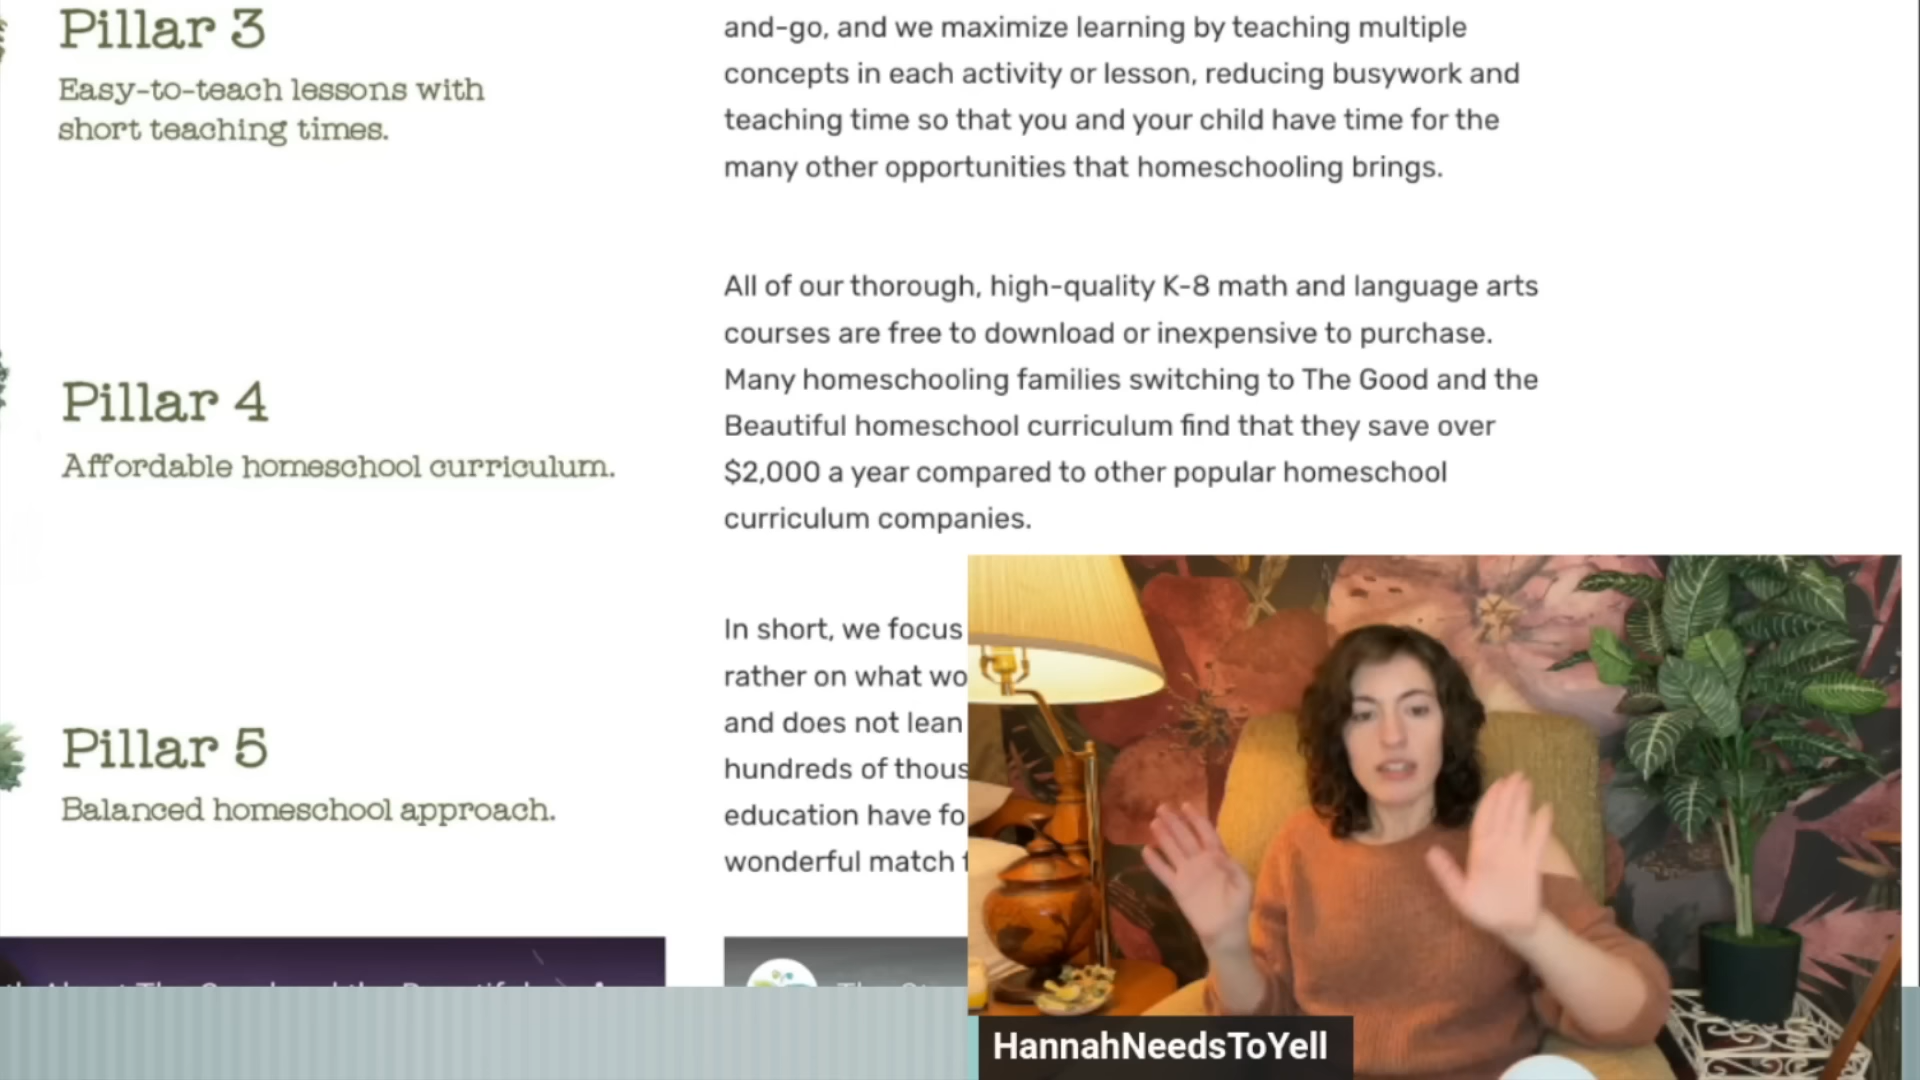 Pillar 3
Easy-to-teach lessons with
short teaching times.
and-go, and we maximize learning by teaching multiple
concepts in each activity or lesson, reducing busywork and
teaching time so that you and your child have time for the
many other opportunities that homeschooling brings.
Pillar 4
Affordable homeschool curriculum.
All of our thorough, high-quality K-8 math and language arts
courses are free to download or inexpensive to purchase.
Many homeschooling families switching to The Good and the
Beautiful homeschool curriculum find that they save over
$2,000 a year compared to other popular homeschool
curriculum companies.
Pillar 5
Balanced homeschool approach.
In short, we focus
rather on what wo
and does not lean
hundreds of thous
education have fo
wonderful match
HannahNeedsToYell